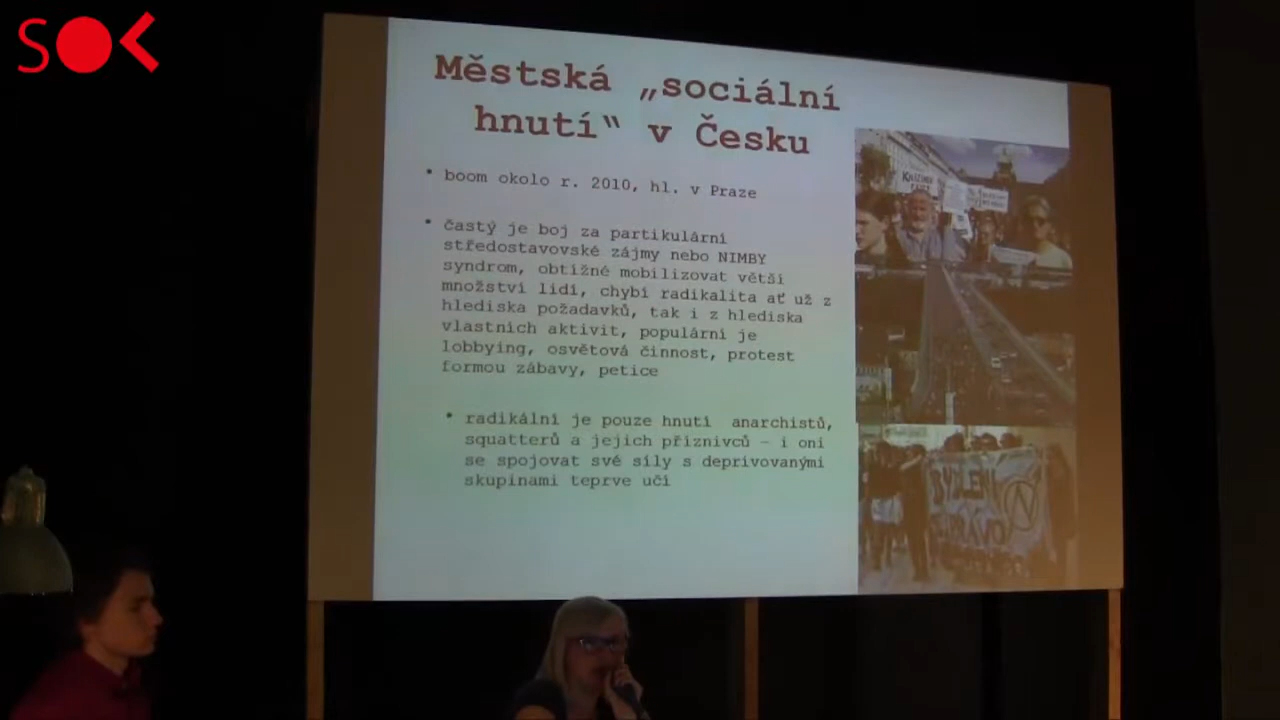 SOK
Městská „sociální
hnutí“ v Česku
• boom okolo r. 2010, hl. v Praze
• častý je boj za partikulární
středostavovské zájmy nebo NIMBY
syndrom, obtížné mobilizovat větší
množství lidí, chybí radikalita ať už z
hlediska požadavků, tak i z hlediska
vlastních aktivit, populární je
lobbying, osvětová činnost, protest
formou zábavy, petice
• radikální je pouze hnutí anarchistů,
squatterů a jejich příznivců – i oni
se spojovat své síly s deprivovanými
skupinami teprve učí
BYDLENÍ
PRÁVO